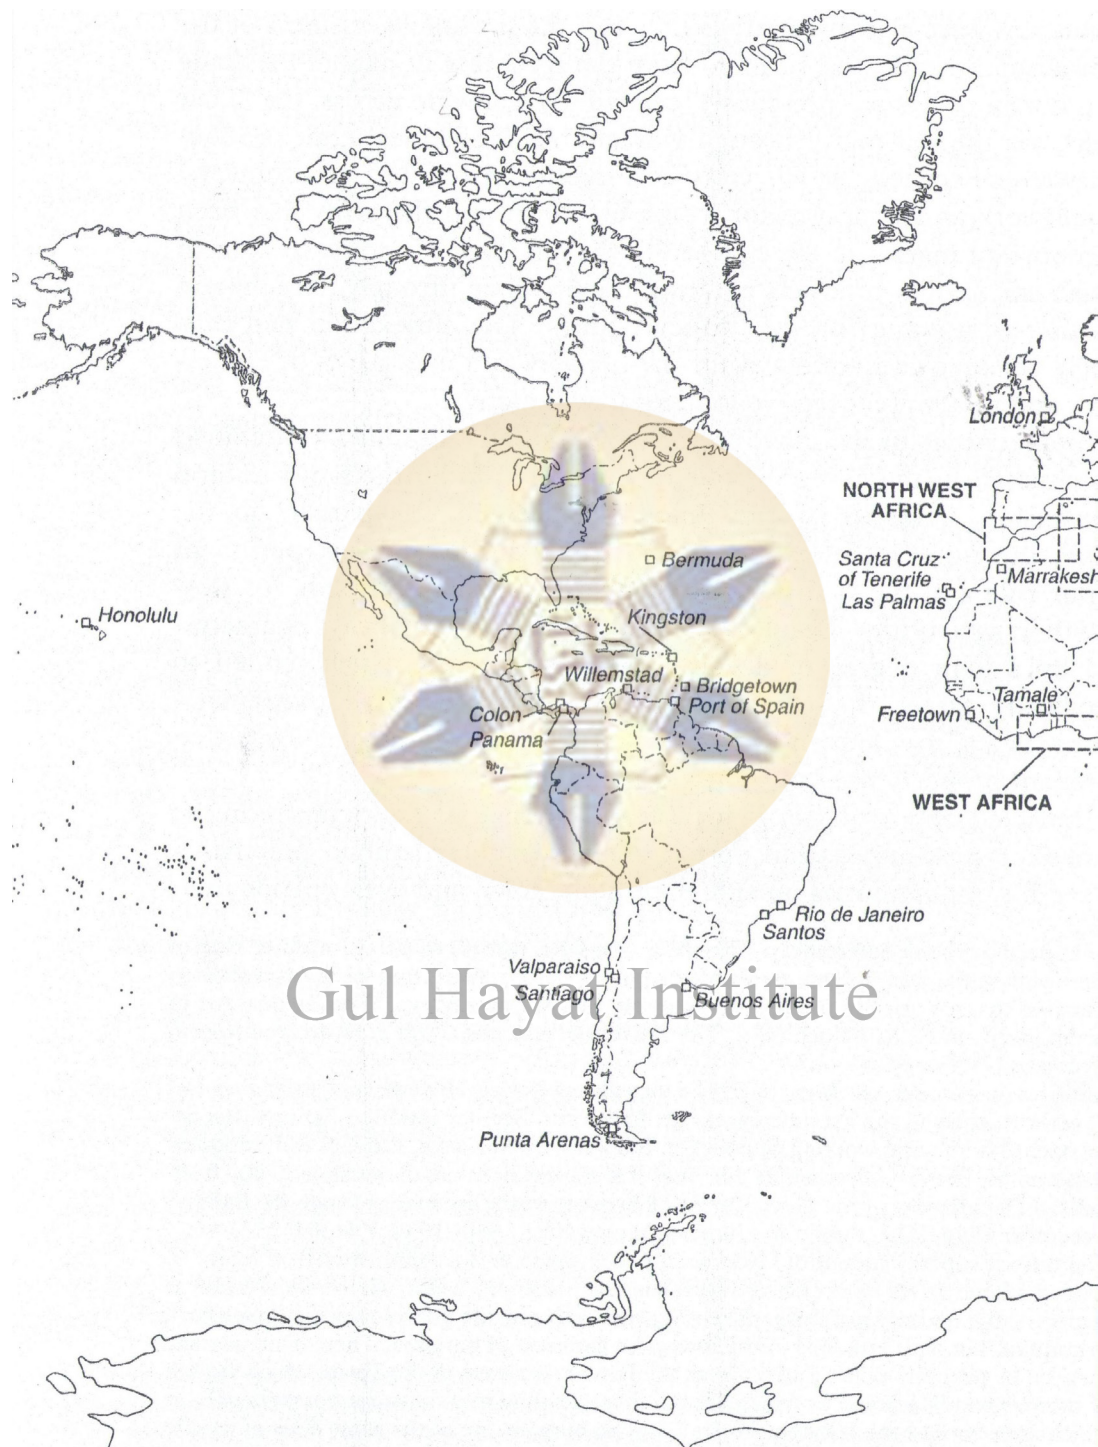 London
NORTH WEST
AFRICA
Bermuda
Santa Cruz
of Tenerife
Las Palmas
Marrakesh
Honolulu
Kingston
Willemstad
Bridgetown
Port of Spain
Tamale
Freetown
Colon
Panama
WEST AFRICA
Rio de Janeiro
Santos
Valparaiso
Santiago
Buenos Aires
Gul Hayat Institute
Punta Arenas